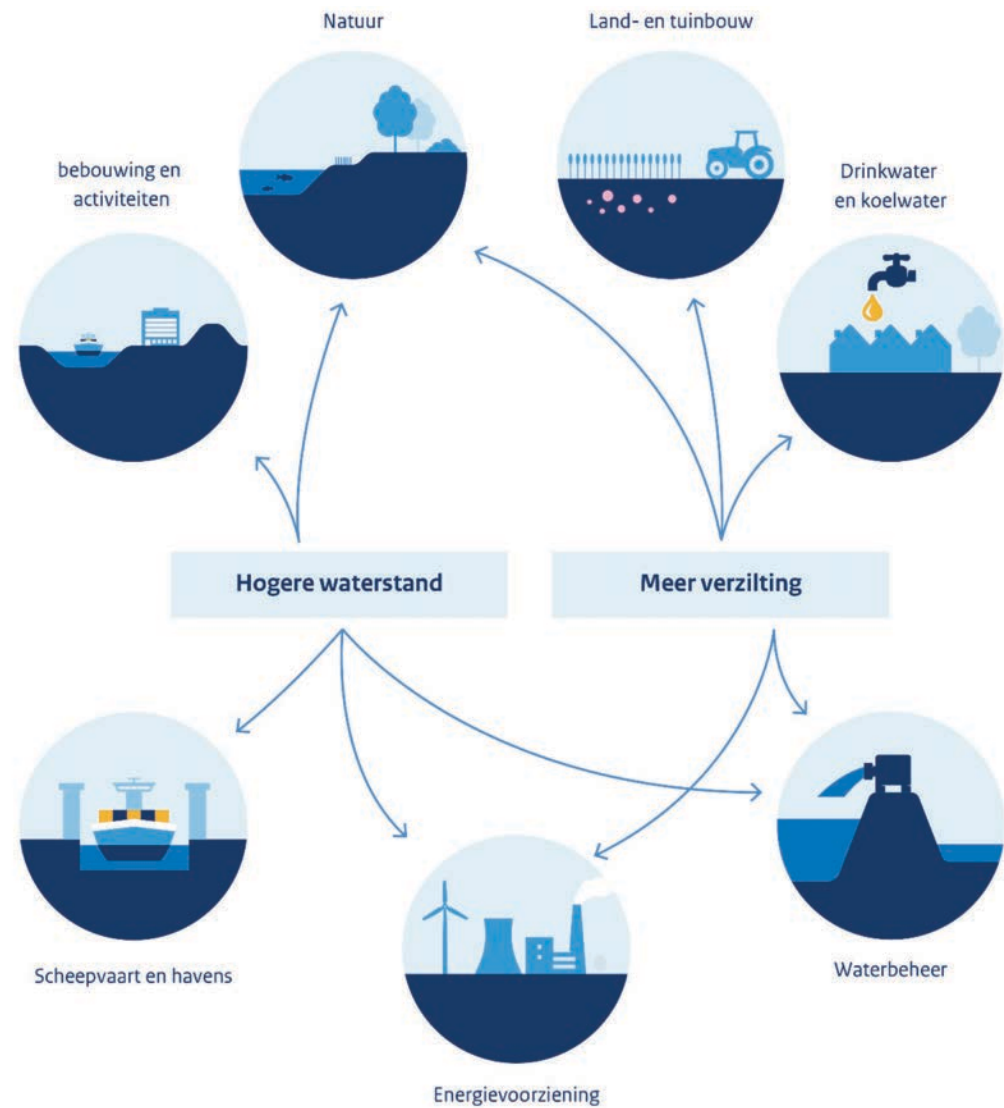 Natuur
Land- en tuinbouw
bebouwing en
activiteiten
Drinkwater
en koelwater
Hogere waterstand
Meer verzilting
Scheepvaart en havens
Waterbeheer
Energievoorziening